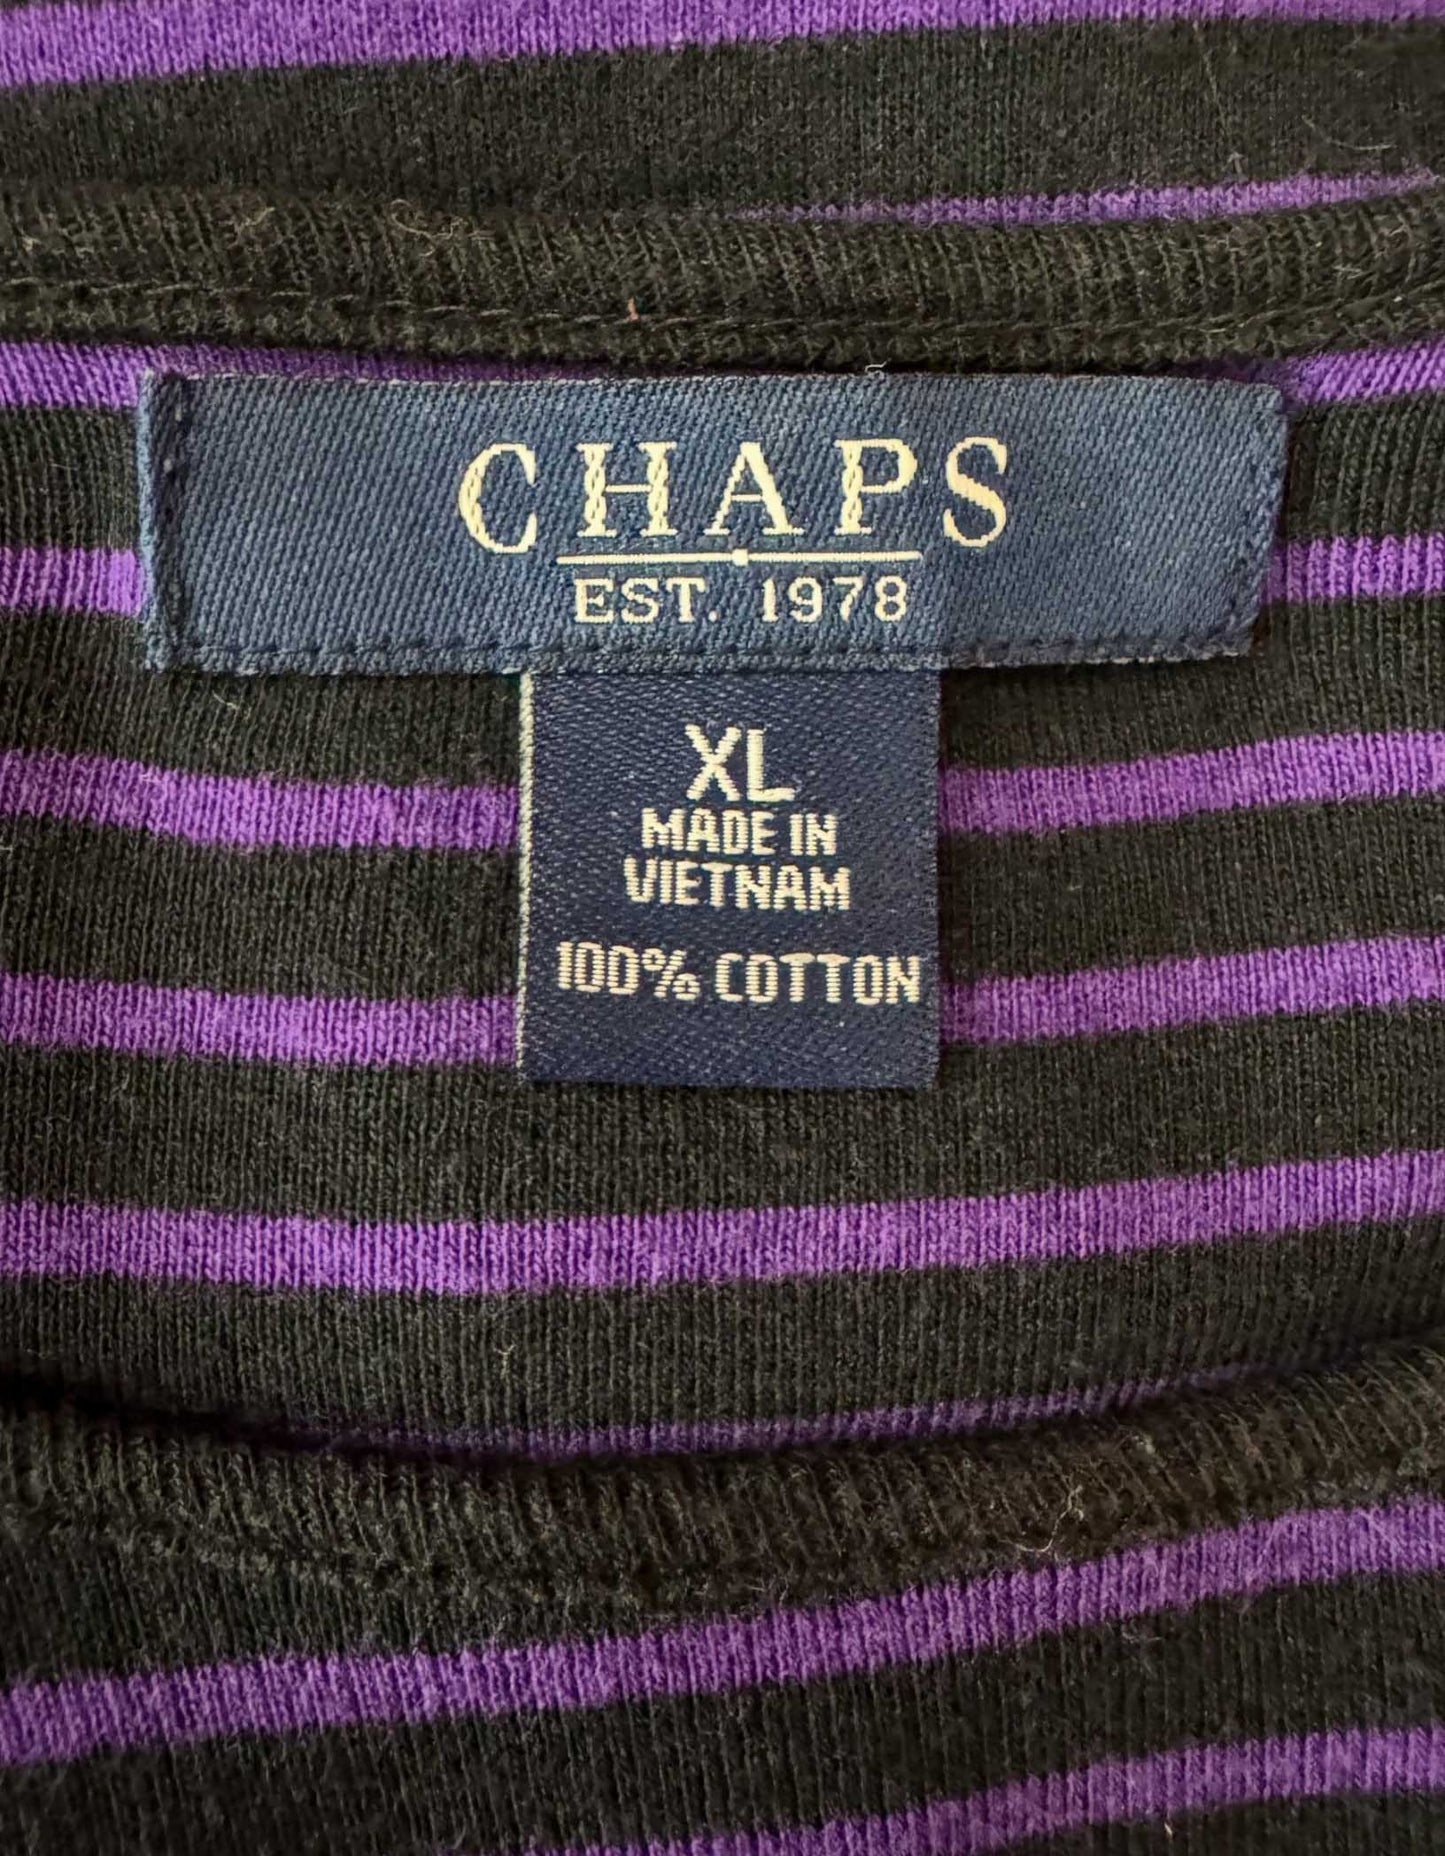 CHAPS
EST. 1978
XL
MADE IN
VIETNAM
100% COTTON